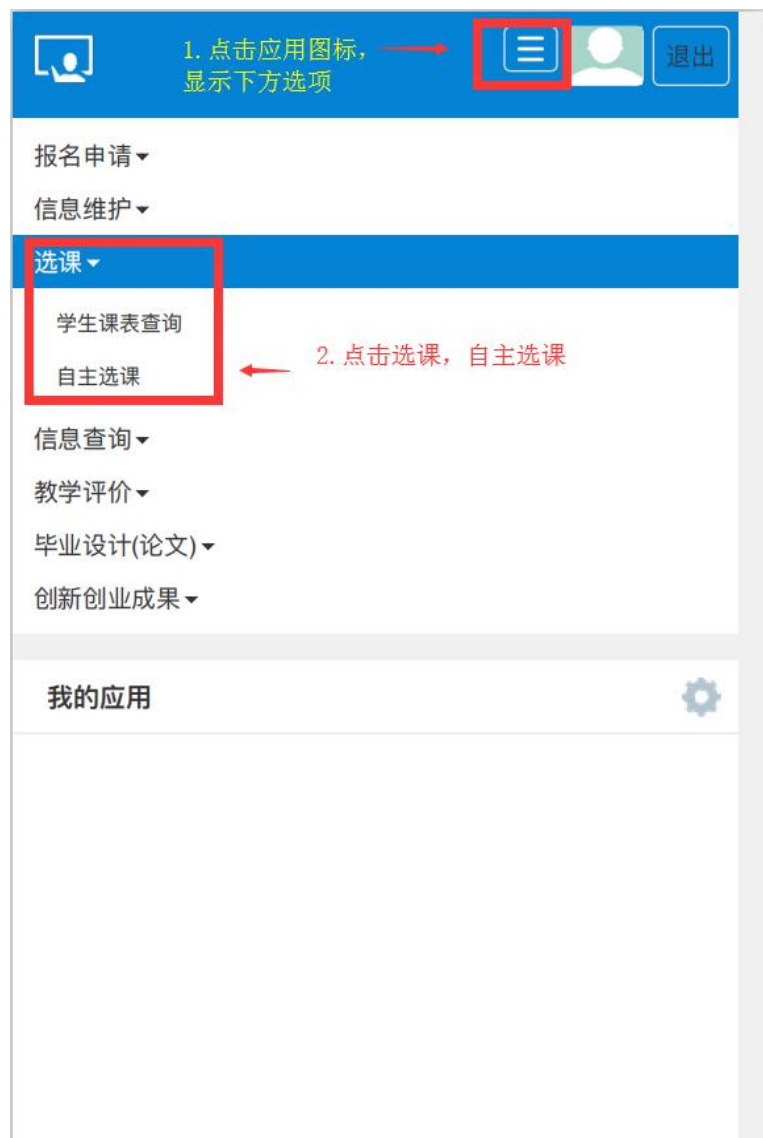 1. 点击应用图标，
显示下方选项
退出
报名申请
信息维护
选课
学生课表查询
自主选课
2. 点击选课，自主选课
信息查询
教学评价
毕业设计(论文)
创新创业成果
我的应用